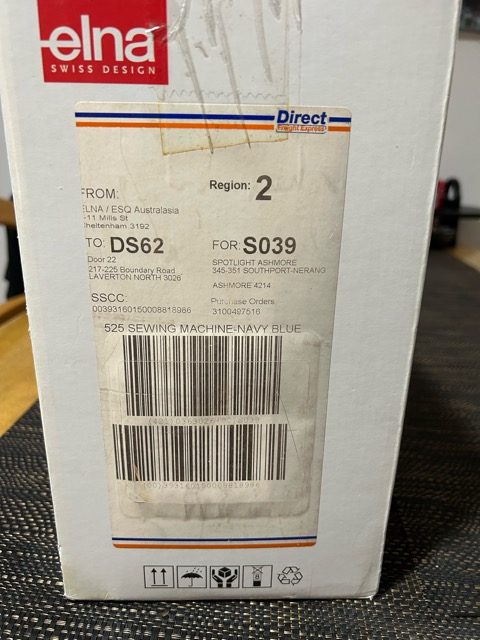 elna
SWISS DESIGN
Direct
Freight Express
Region: 2
FROM:
ELNA / ESQ Australasia
-11 Mills St
Cheltenham 3192
TO: DS62
Door 22
217-225 Boundary Road
LAVERTON NORTH 3026
FOR: S039
SPOTLIGHT ASHMORE
345-351 SOUTHPORT-NERANG
ASHMORE 4214
SSCC:
00393160150008818986
Purchase Orders
3100497516
525 SEWING MACHINE-NAVY BLUE